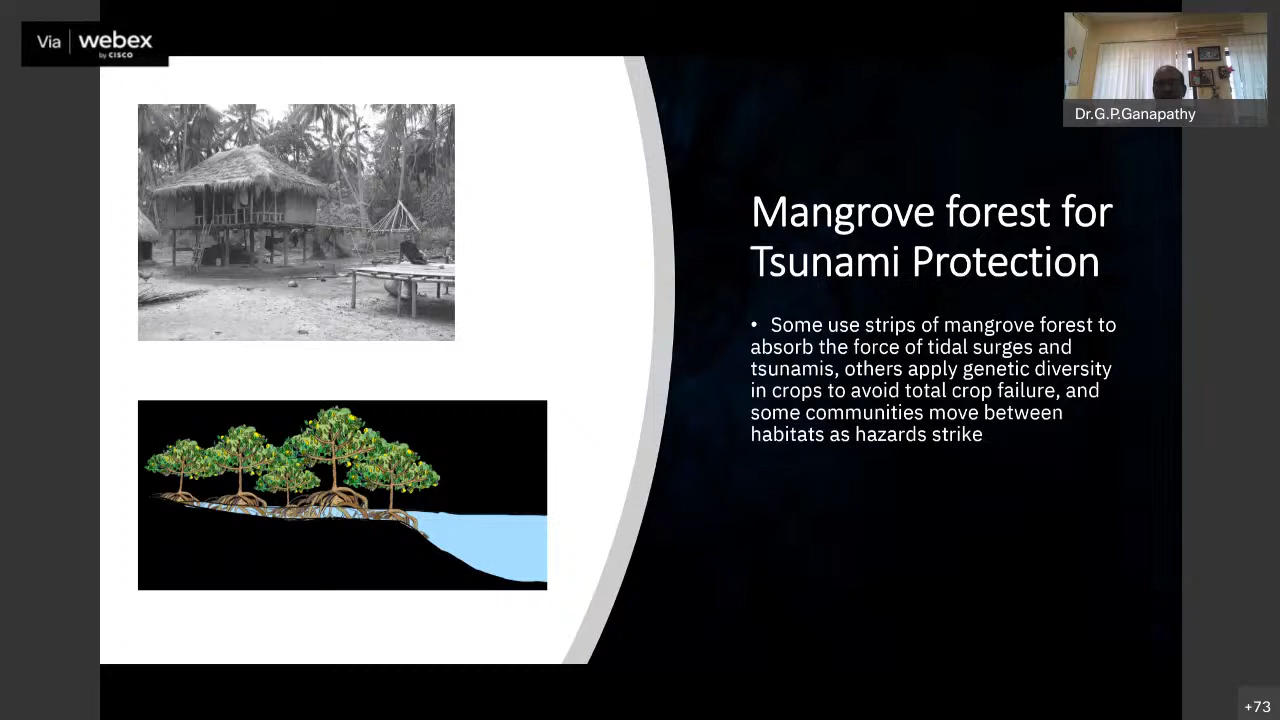 Via | webex
by CISCO
Dr.G.P.Ganapathy
Mangrove forest for
Tsunami Protection
• Some use strips of mangrove forest to
absorb the force of tidal surges and
tsunamis, others apply genetic diversity
in crops to avoid total crop failure, and
some communities move between
habitats as hazards strike
+73